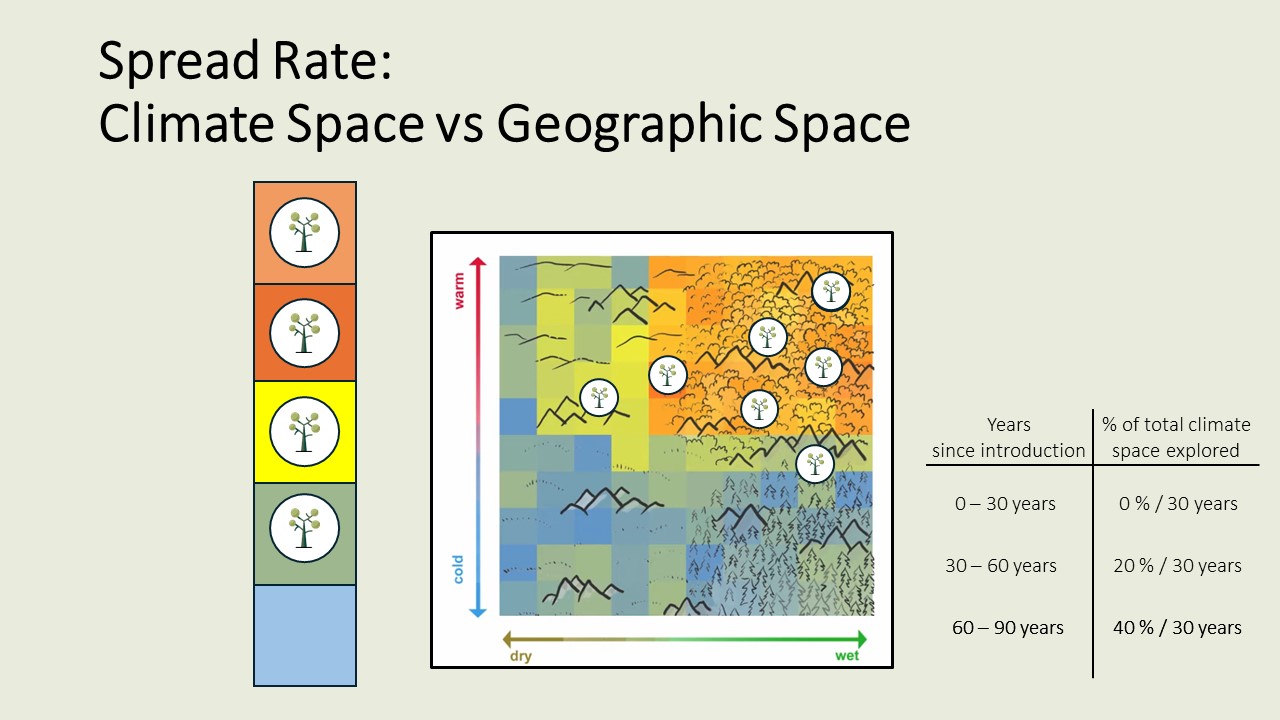 Spread Rate:
Climate Space vs Geographic Space
warm
cold
dry
wet
Years
since introduction
% of total climate
space explored
0 – 30 years
0 % / 30 years
30 – 60 years
20 % / 30 years
60 – 90 years
40 % / 30 years